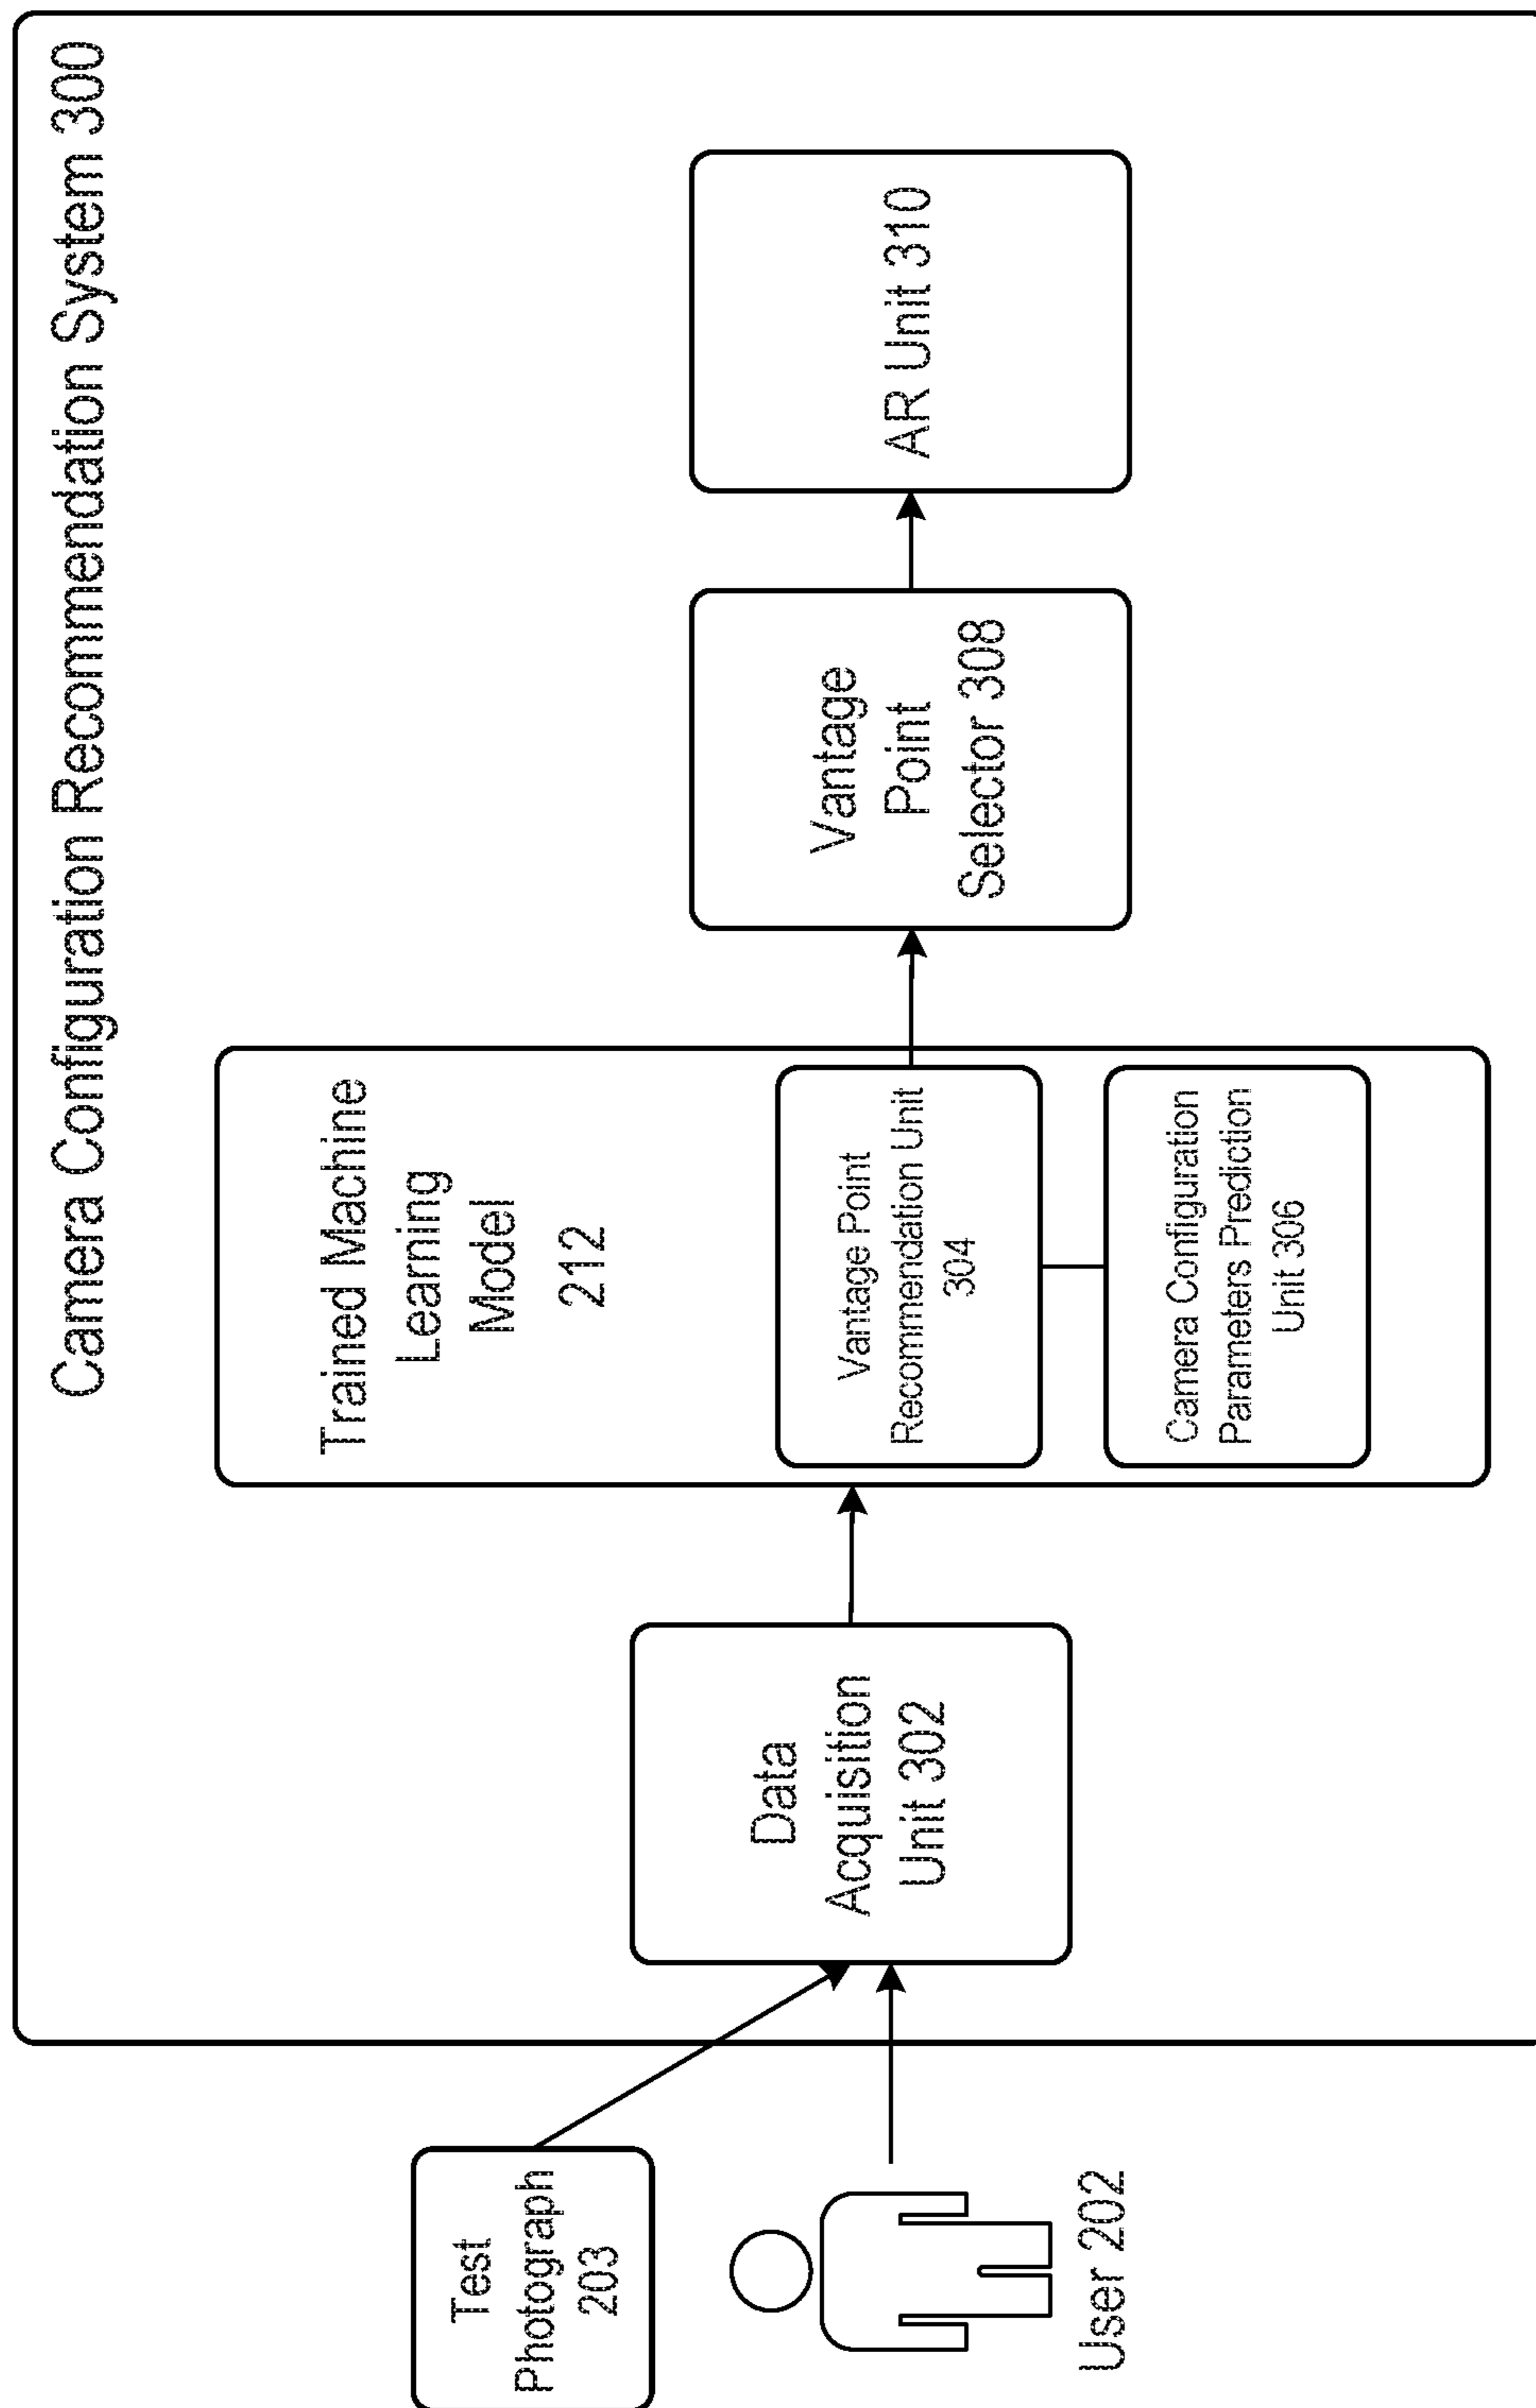 Camera Configuration Recommendation System 300
Test
Photograph
203
User 202
Data
Acquisition
Unit 302
Trained Machine
Learning
Model
212
Vantage Point
Recommendation Unit
304
Camera Configuration
Parameters Prediction
Unit 306
Vantage
Point
Selector 308
AR Unit 310